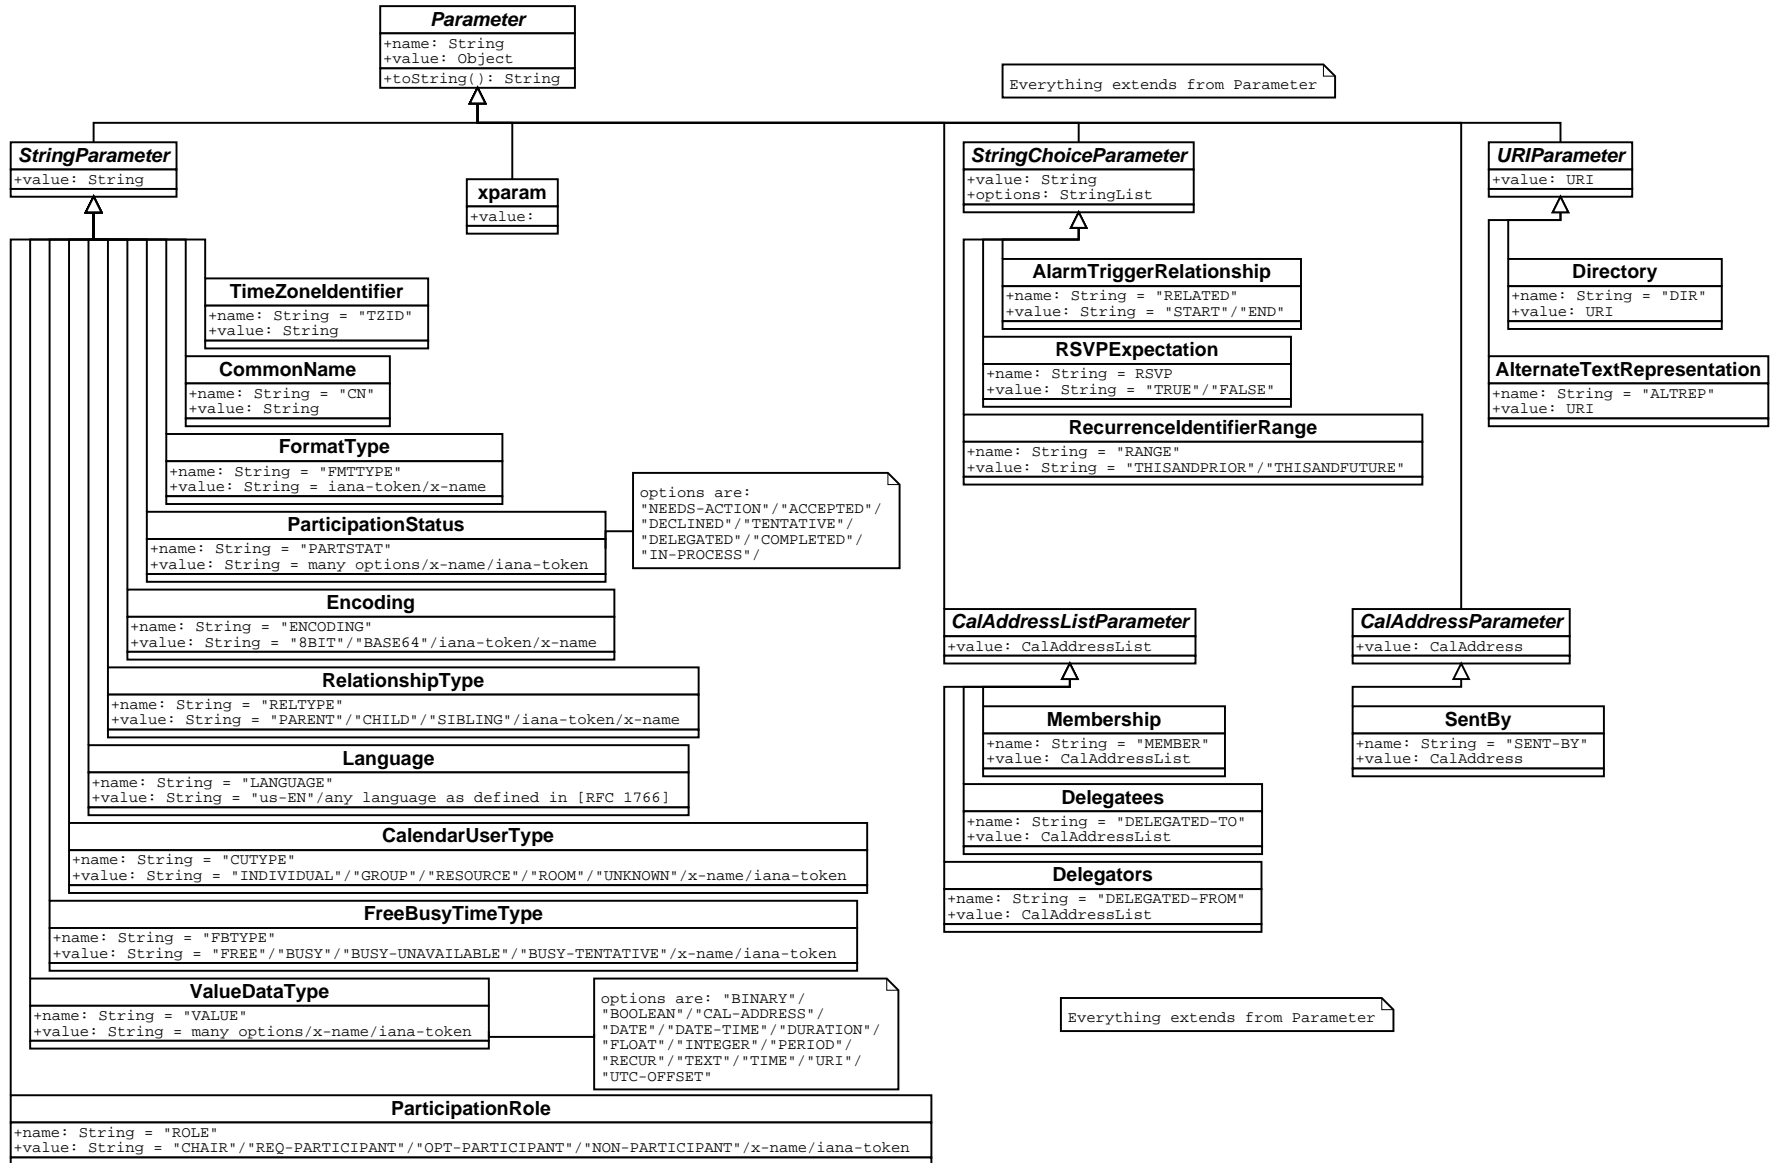 Parameter
+name: String
+value: Object
+toString(): String
Everything extends from Parameter
StringParameter
+value: String
xparam
+value:
StringChoiceParameter
+value: String
+options: StringList
URIParameter
+value: URI
TimeZoneIdentifier
+name: String = "TZID"
+value: String
CommonName
+name: String = "CN"
+value: String
FormatType
+name: String = "FMTTYPE"
+value: String = iana-token/x-name
ParticipationStatus
+name: String = "PARTSTAT"
+value: String = many options/x-name/iana-token
options are:
"NEEDS-ACTION"/"ACCEPTED"/
"DECLINED"/"TENTATIVE"/
"DELEGATED"/"COMPLETED"/
"IN-PROCESS"/
Encoding
+name: String = "ENCODING"
+value: String = "8BIT"/"BASE64"/iana-token/x-name
RelationshipType
+name: String = "RELTYPE"
+value: String = "PARENT"/"CHILD"/"SIBLING"/iana-token/x-name
Language
+name: String = "LANGUAGE"
+value: String = "us-EN"/any language as defined in [RFC 1766]
CalendarUserType
+name: String = "CUTYPE"
+value: String = "INDIVIDUAL"/"GROUP"/"RESOURCE"/"ROOM"/"UNKNOWN"/x-name/iana-token
FreeBusyTimeType
+name: String = "FBTYPE"
+value: String = "FREE"/"BUSY"/"BUSY-UNAVAILABLE"/"BUSY-TENTATIVE"/x-name/iana-token
ValueDataType
+name: String = "VALUE"
+value: String = many options/x-name/iana-token
options are: "BINARY"/
"BOOLEAN"/"CAL-ADDRESS"/
"DATE"/"DATE-TIME"/"DURATION"/
"FLOAT"/"INTEGER"/"PERIOD"/
"RECUR"/"TEXT"/"TIME"/"URI"/
"UTC-OFFSET"
ParticipationRole
+name: String = "ROLE"
+value: String = "CHAIR"/"REQ-PARTICIPANT"/"OPT-PARTICIPANT"/"NON-PARTICIPANT"/x-name/iana-token
AlarmTriggerRelationship
+name: String = "RELATED"
+value: String = "START"/"END"
RSVPExpectation
+name: String = RSVP
+value: String = "TRUE"/"FALSE"
RecurrenceIdentifierRange
+name: String = "RANGE"
+value: String = "THISANDPRIOR"/"THISANDFUTURE"
Directory
+name: String = "DIR"
+value: URI
AlternateTextRepresentation
+name: String = "ALTREP"
+value: URI
CalAddressListParameter
+value: CalAddressList
CalAddressParameter
+value: CalAddress
Membership
+name: String = "MEMBER"
+value: CalAddressList
SentBy
+name: String = "SENT-BY"
+value: CalAddress
Delegatees
+name: String = "DELEGATED-TO"
+value: CalAddressList
Delegators
+name: String = "DELEGATED-FROM"
+value: CalAddressList
Everything extends from Parameter